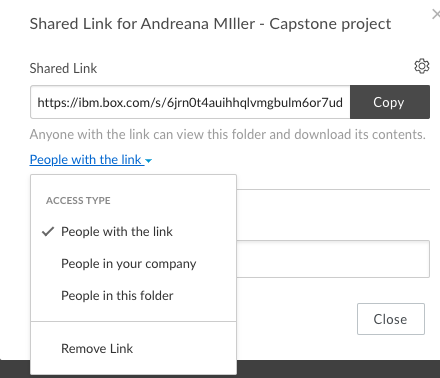 Shared Link for Andreana MIller - Capstone project
Shared Link
https://ibm.box.com/s/6jrn0t4auihhqlvmgbulm6or7ud
Copy
Anyone with the link can view this folder and download its contents.
People with the link
ACCESS TYPE
People with the link
People in your company
People in this folder
Close
Remove Link